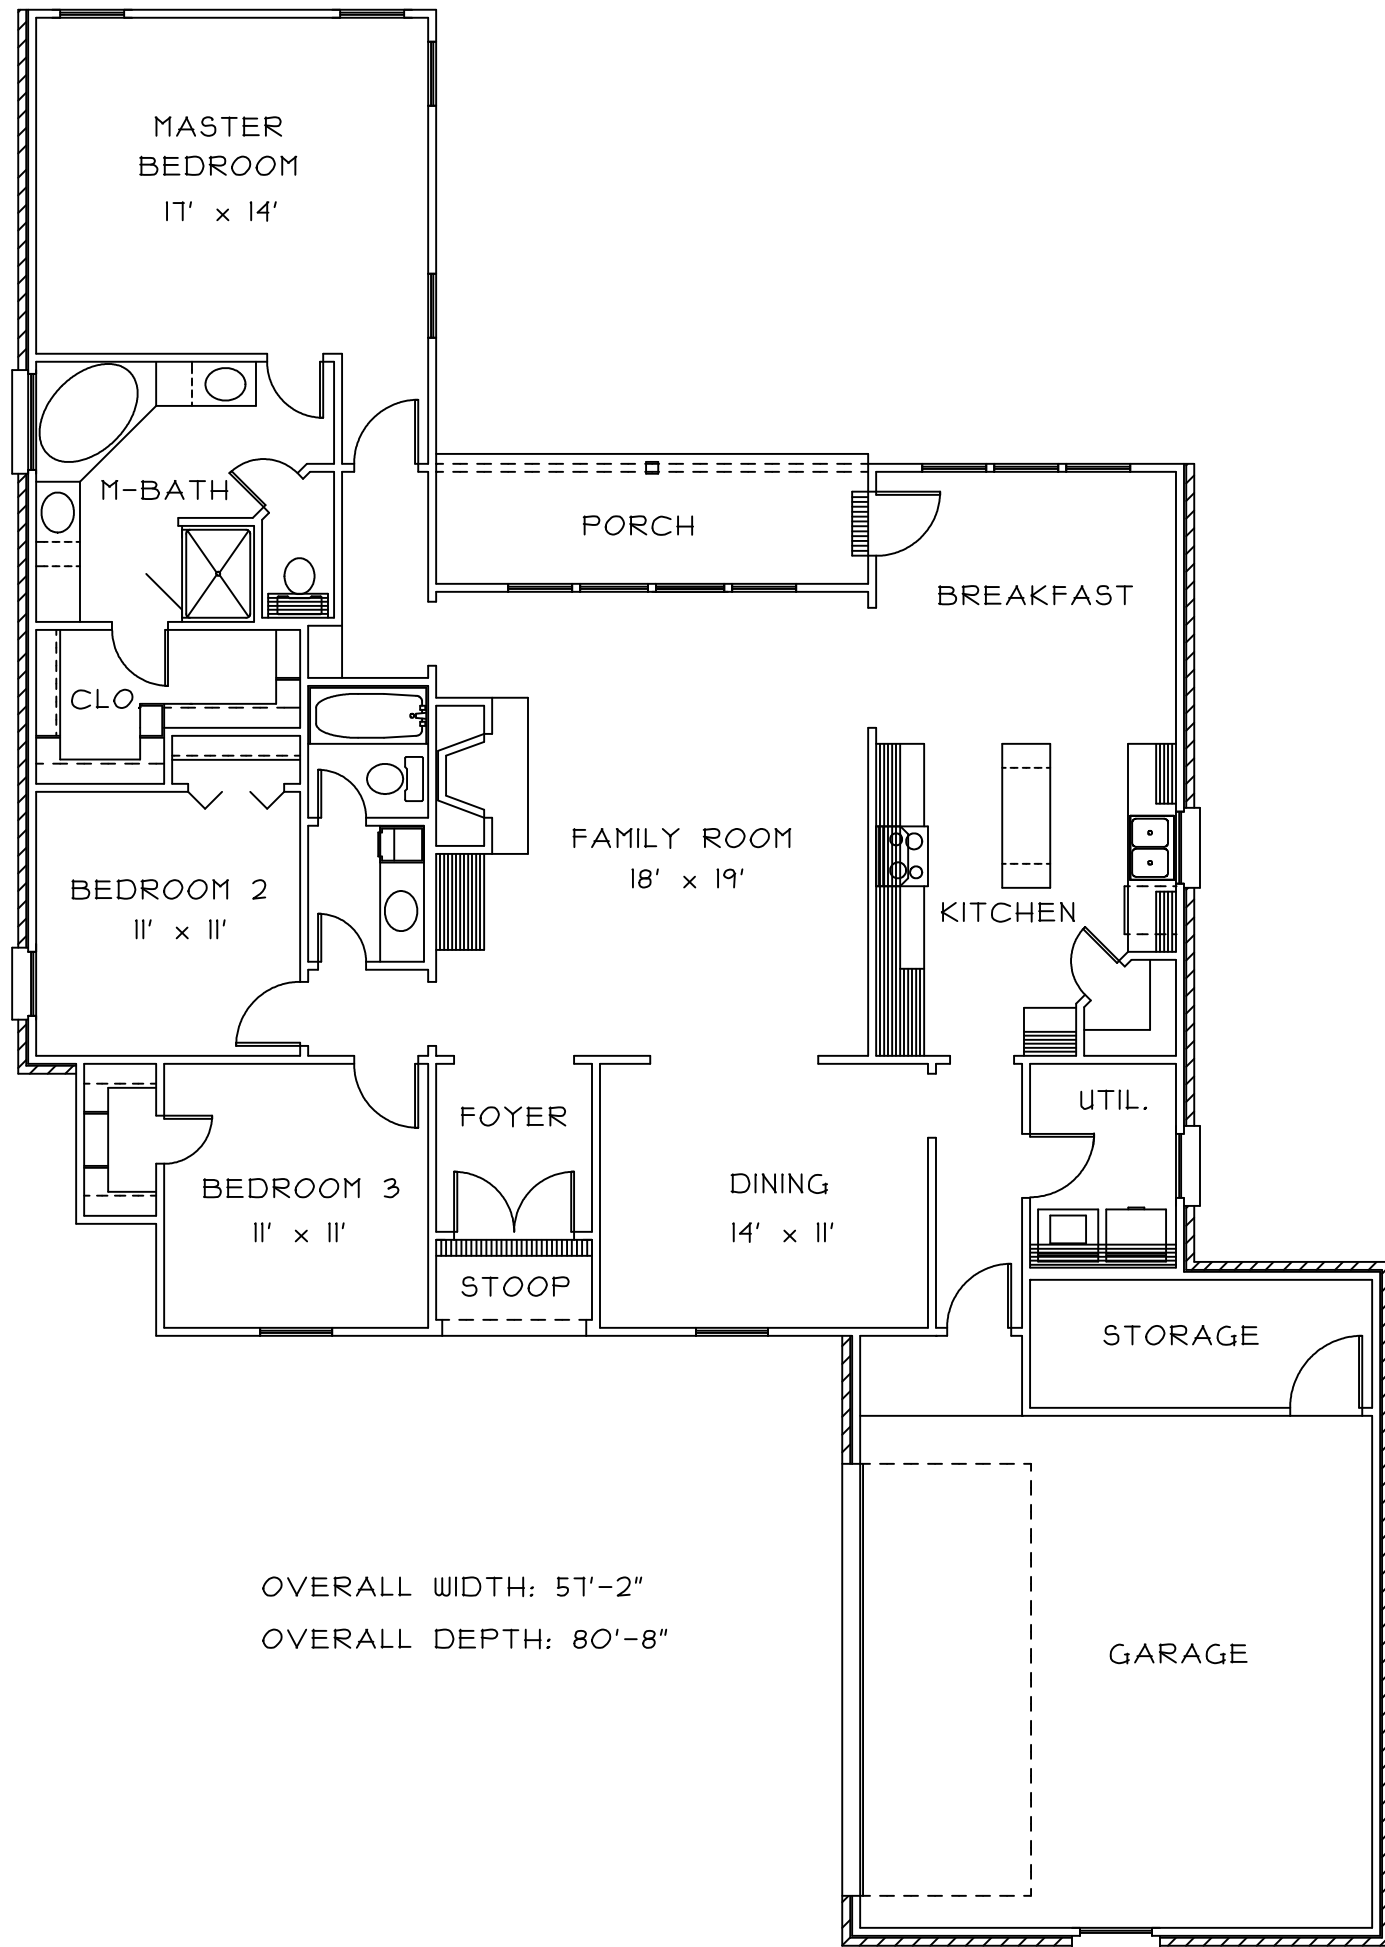 MASTER
BEDROOM
17' x 14'
M-BATH
PORCH
BREAKFAST
CLO
FAMILY ROOM
18' x 19'
BEDROOM 2
11' x 11'
KITCHEN
FOYER
UTIL.
BEDROOM 3
11' x 11'
DINING
14' x 11'
STOOP
STORAGE
OVERALL WIDTH: 57'-2"
OVERALL DEPTH: 80'-8"
GARAGE